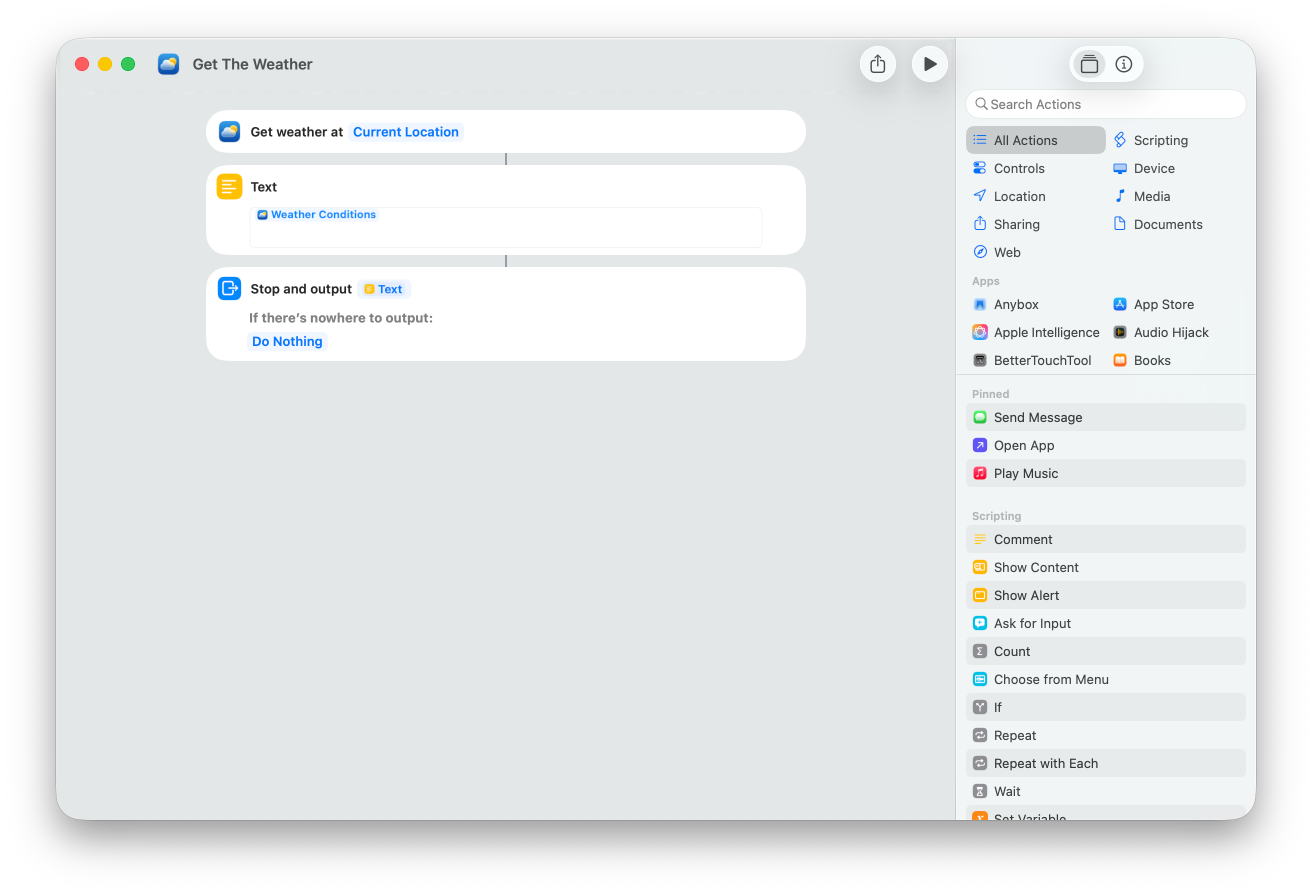 Get The Weather
Get weather at Current Location
Text
Weather Conditions
Stop and output Text
If there’s nowhere to output:
Do Nothing
Search Actions
All Actions Scripting
Controls Device
Location Media
Sharing Documents
Web
Apps
Anybox App Store
Apple Intelligence Audio Hijack
BetterTouchTool Books
Pinned
Send Message
Open App
Play Music
Scripting
Comment
Show Content
Show Alert
Ask for Input
Count
Choose from Menu
If
Repeat
Repeat with Each
Wait
Set Variable